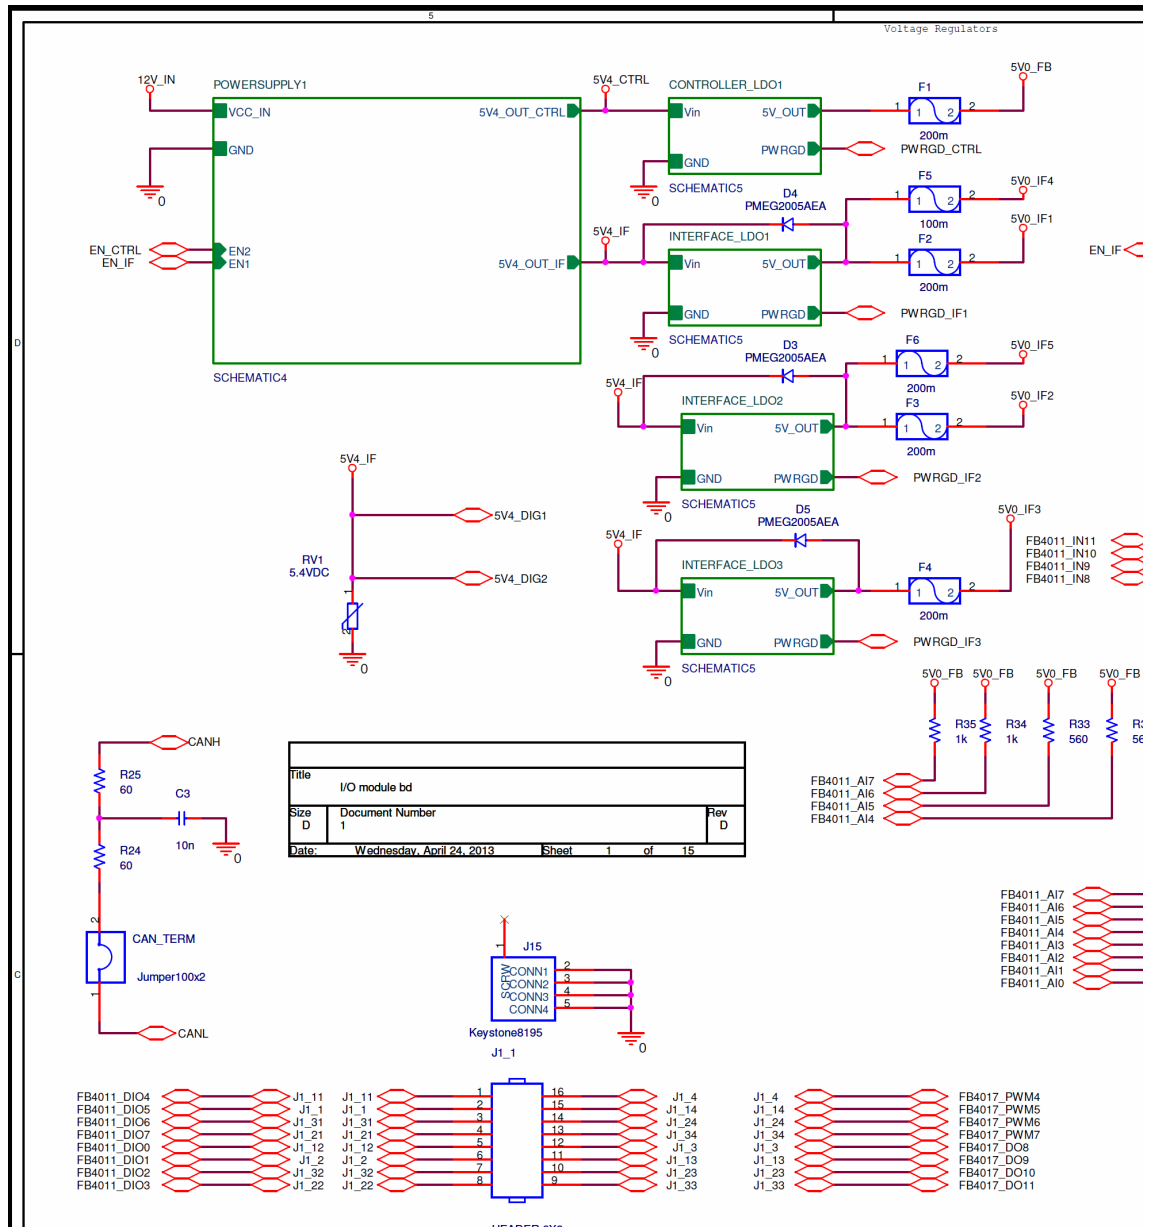 5
Voltage Regulators
12V_IN
POWERSUPPLY1
VCC_IN
GND
0
EN_CTRL
EN_IF
EN2
EN1
5V4_OUT_CTRL
5V4_OUT_IF
SCHEMATIC4
5V4_CTRL
CONTROLLER_LDO1
Vin
5V_OUT
PWRGD
GND
0
SCHEMATIC5
F1
1 1 2 2
200m
5V0_FB
PWRGD_CTRL
D4
PMEG2005AEA
F5
1 1 2 2
100m
5V0_IF4
5V4_IF
INTERFACE_LDO1
Vin
5V_OUT
GND
PWRGD
0
SCHEMATIC5
F2
1 1 2 2
200m
5V0_IF1
EN_IF
PWRGD_IF1
D
D3
PMEG2005AEA
F6
1 1 2 2
200m
5V0_IF5
5V4_IF
INTERFACE_LDO2
Vin
5V_OUT
GND
PWRGD
0
SCHEMATIC5
F3
1 1 2 2
200m
5V0_IF2
PWRGD_IF2
5V4_IF
5V4_DIG1
5V4_DIG2
RV1
5.4VDC
1
2
0
D5
PMEG2005AEA
5V4_IF
INTERFACE_LDO3
Vin
5V_OUT
GND
PWRGD
0
SCHEMATIC5
F4
1 1 2 2
200m
5V0_IF3
PWRGD_IF3
FB4011_IN11
FB4011_IN10
FB4011_IN9
FB4011_IN8
5V0_FB 5V0_FB 5V0_FB 5V0_FB
R35
1k
R34
1k
R33
560
FB4011_AI7
FB4011_AI6
FB4011_AI5
FB4011_AI4
CANH
R25
60
C3
10n
0
R24
60
2
CAN_TERM
Jumper100x2
1
CANL
Title
I/O module bd
Size
D
Document Number
1
Rev
D
Date: Wednesday, April 24, 2013 Sheet 1 of 15
FB4011_AI7
FB4011_AI6
FB4011_AI5
FB4011_AI4
FB4011_AI3
FB4011_AI2
FB4011_AI1
FB4011_AI0
C
1
J15
SCRW
CONN1 2
CONN2 3
CONN3 4
CONN4 5
Keystone8195
0
J1_1
FB4011_DIO4 J1_11 J1_11 1 16 J1_4 J1_4 FB4017_PWM4
FB4011_DIO5 J1_1 J1_1 2 15 J1_14 J1_14 FB4017_PWM5
FB4011_DIO6 J1_31 J1_31 3 14 J1_24 J1_24 FB4017_PWM6
FB4011_DIO7 J1_21 J1_21 4 13 J1_34 J1_34 FB4017_PWM7
FB4011_DIO0 J1_12 J1_12 5 12 J1_3 J1_3 FB4017_DO8
FB4011_DIO1 J1_2 J1_2 6 11 J1_13 J1_13 FB4017_DO9
FB4011_DIO2 J1_32 J1_32 7 10 J1_23 J1_23 FB4017_DO10
FB4011_DIO3 J1_22 J1_22 8 9 J1_33 J1_33 FB4017_DO11